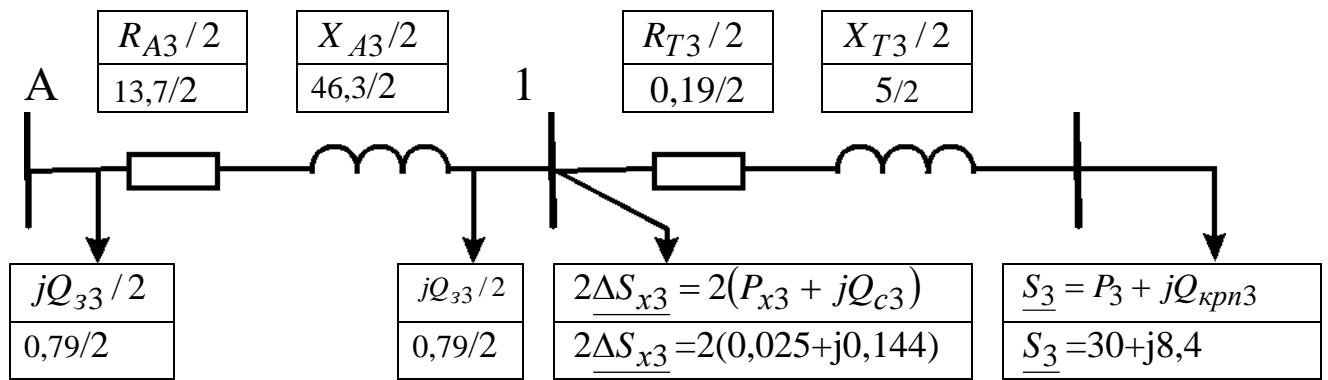 R_A3 / 2
X_A3/2
R_T3 / 2
X_T3 / 2
A
13,7/2
46,3/2
1
0,19/2
5/2
jQ_з3 / 2
jQ_з3 / 2
2ΔS_x3 = 2(P_x3 + jQ_c3)
S_3 = P_3 + jQ_крп3
0,79/2
0,79/2
2ΔS_x3 =2(0,025+j0,144)
S_3 =30+j8,4